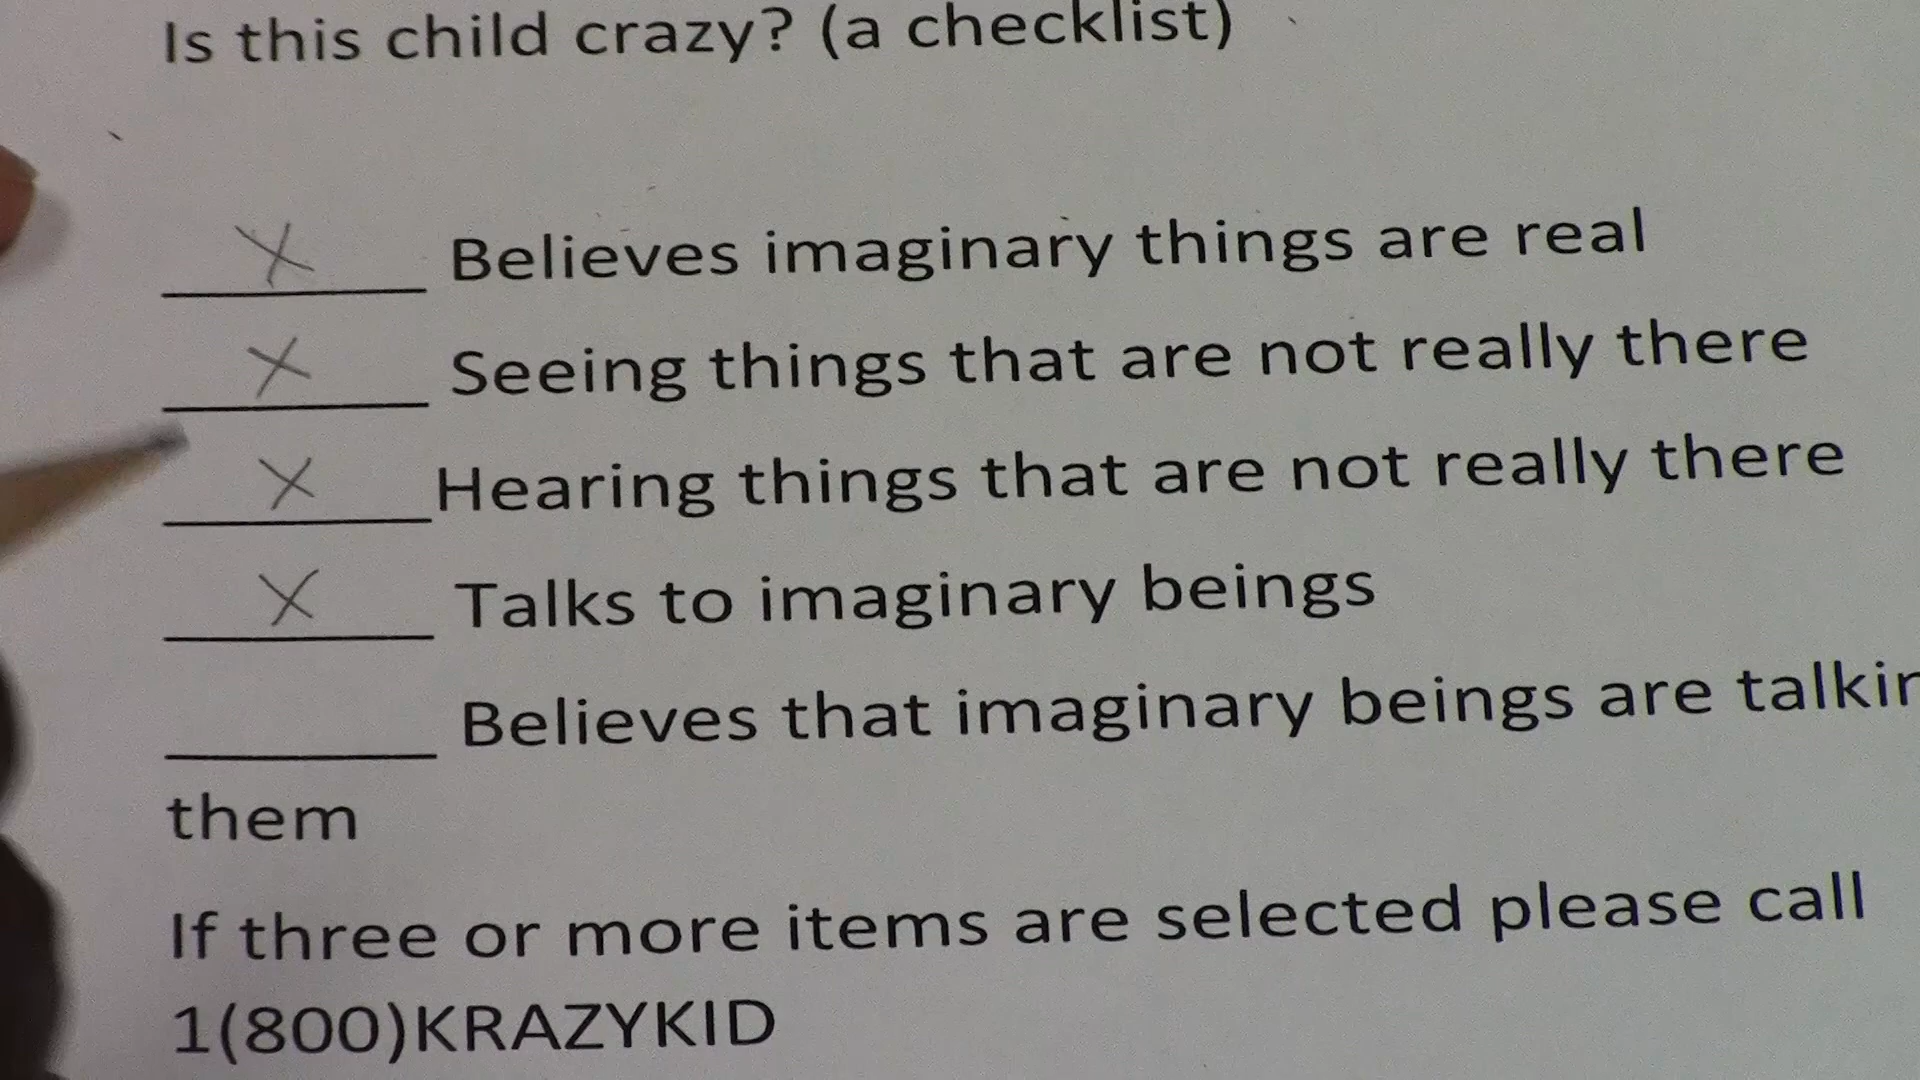 Is this child crazy? (a checklist)
X Believes imaginary things are real
X Seeing things that are not really there
X Hearing things that are not really there
X Talks to imaginary beings
Believes that imaginary beings are
them
If three or more items are selected please call
1(800)KRAZYKID